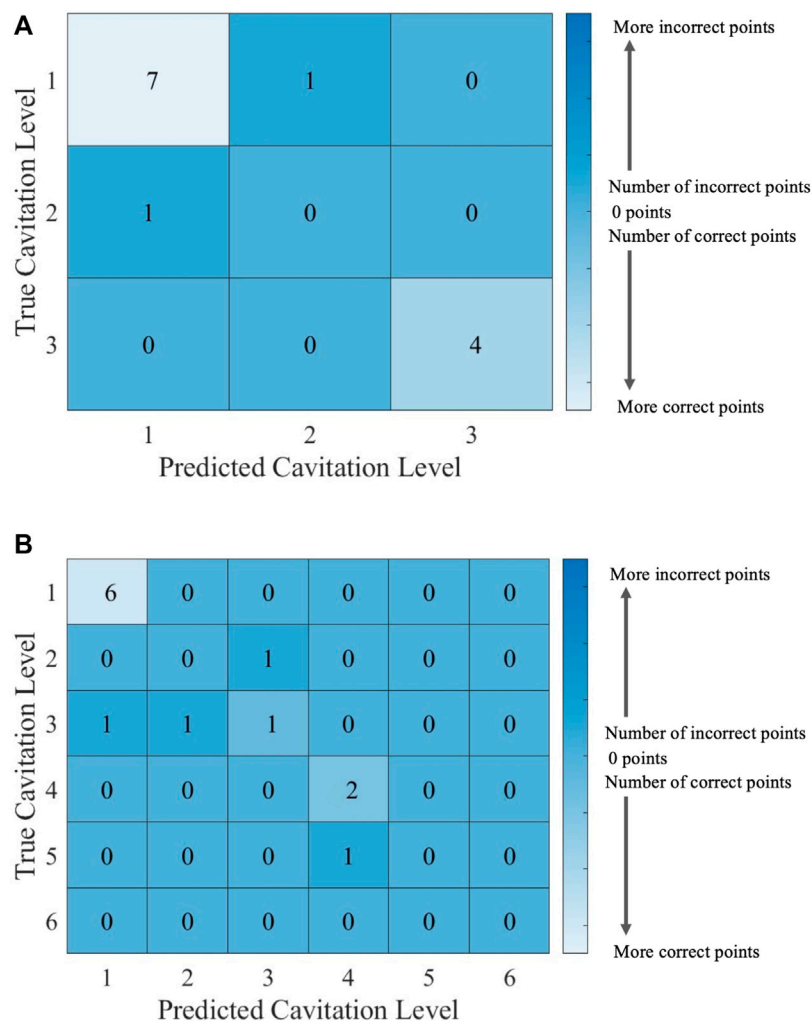 A
True Cavitation Level
1 7 1 0
2 1 0 0
3 0 0 4
1 2 3
Predicted Cavitation Level
More incorrect points
Number of incorrect points
0 points
Number of correct points
More correct points
B
True Cavitation Level
1 6 0 0 0 0 0
2 0 0 1 0 0 0
3 1 1 1 0 0 0
4 0 0 0 2 0 0
5 0 0 0 1 0 0
6 0 0 0 0 0 0
1 2 3 4 5 6
Predicted Cavitation Level
More incorrect points
Number of incorrect points
0 points
Number of correct points
More correct points